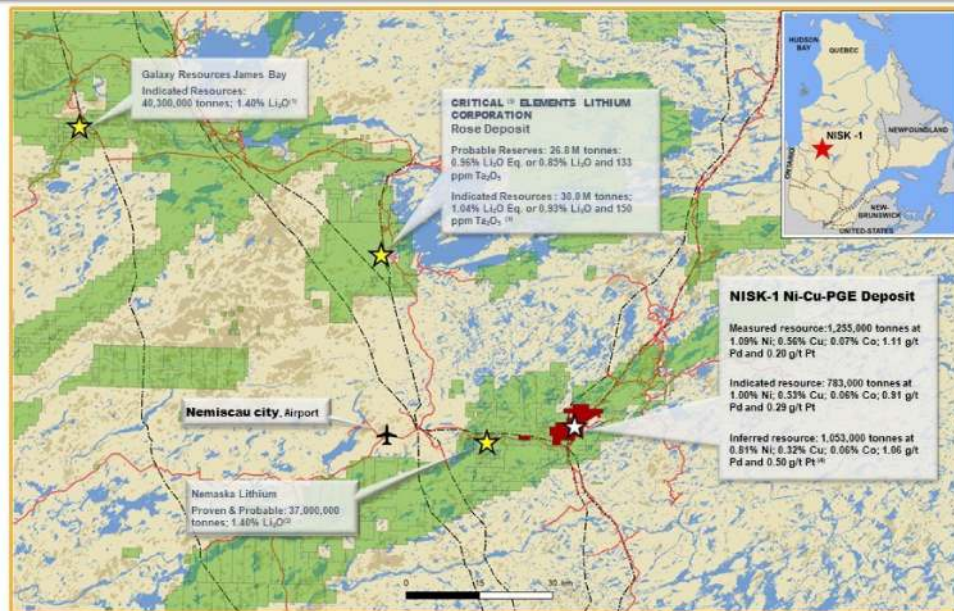 Galaxy Resources James Bay
Indicated Resources:
40,300,000 tonnes; 1.40% Li₂O⁽¹⁾
CRITICAL ⁽³⁾ ELEMENTS LITHIUM
CORPORATION
Rose Deposit
Probable Reserves: 26.8 M tonnes:
0.96% Li₂O Eq. or 0.85% Li₂O and 133
ppm Ta₂O₅
Indicated Resources : 30.0 M tonnes;
1.04% Li₂O Eq. or 0.93% Li₂O and 150
ppm Ta₂O₅
HUDSON
BAY
QUEBEC
NEWFOUNDLAND
NISK -1
ONTARIO
NEW-
BRUNSWICK
UNITED-STATES
NISK-1 Ni-Cu-PGE Deposit
Measured resource:1,255,000 tonnes at
1.09% Ni; 0.56% Cu; 0.07% Co; 1.11 g/t
Pd and 0.20 g/t Pt
Indicated resource: 783,000 tonnes at
1.00% Ni; 0.53% Cu; 0.06% Co; 0.91 g/t
Pd and 0.29 g/t Pt
Inferred resource: 1,053,000 tonnes at
0.81% Ni; 0.32% Cu; 0.06% Co; 1.06 g/t
Pd and 0.50 g/t Pt ⁽⁴⁾
Nemiscau city, Airport
Nemaska Lithium
Proven & Probable: 37,000,000
tonnes; 1.40% Li₂O⁽²⁾
0 15 30 km